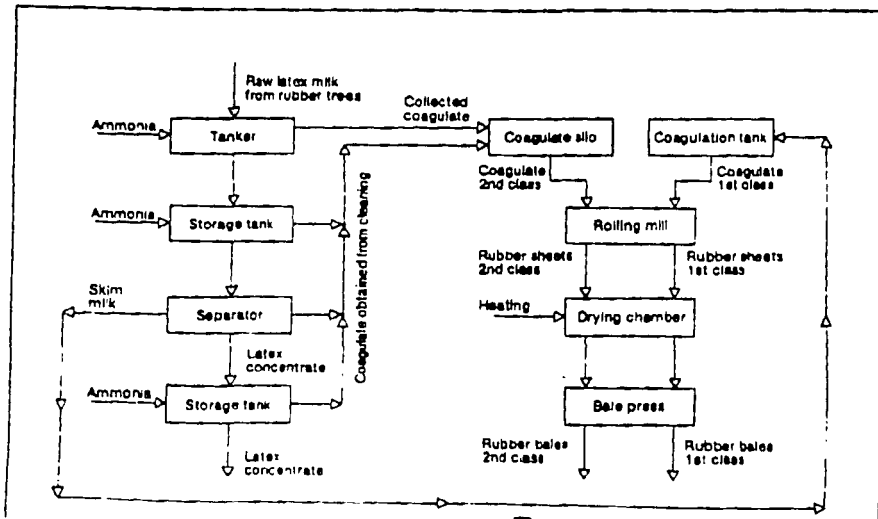 Raw latex milk
from rubber trees
Ammonia
Tanker
Collected
coagulate
Coagulate silo
Coagulation tank
Coagulate
2nd class
Coagulate
1st class
Ammonia
Storage tank
Coagulate obtained from cleaning
Rolling mill
Rubber sheets
2nd class
Rubber sheets
1st class
Skim
milk
Separator
Heating
Drying chamber
Latex
concentrate
Ammonia
Storage tank
Bale press
Latex
concentrate
Rubber bales
2nd class
Rubber bales
1st class